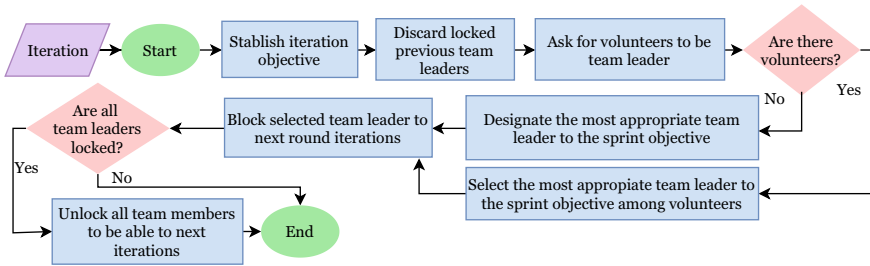 Iteration
Start
Stablish iteration
objective
Discard locked
previous team
leaders
Ask for volunteers to be
team leader
Are there
volunteers?
Yes
No
Designate the most appropriate team
leader to the sprint objective
Select the most appropiate team leader to
the sprint objective among volunteers
Block selected team leader to
next round iterations
Are all
team leaders
locked?
Yes
No
Unlock all team members
to be able to next
iterations
End